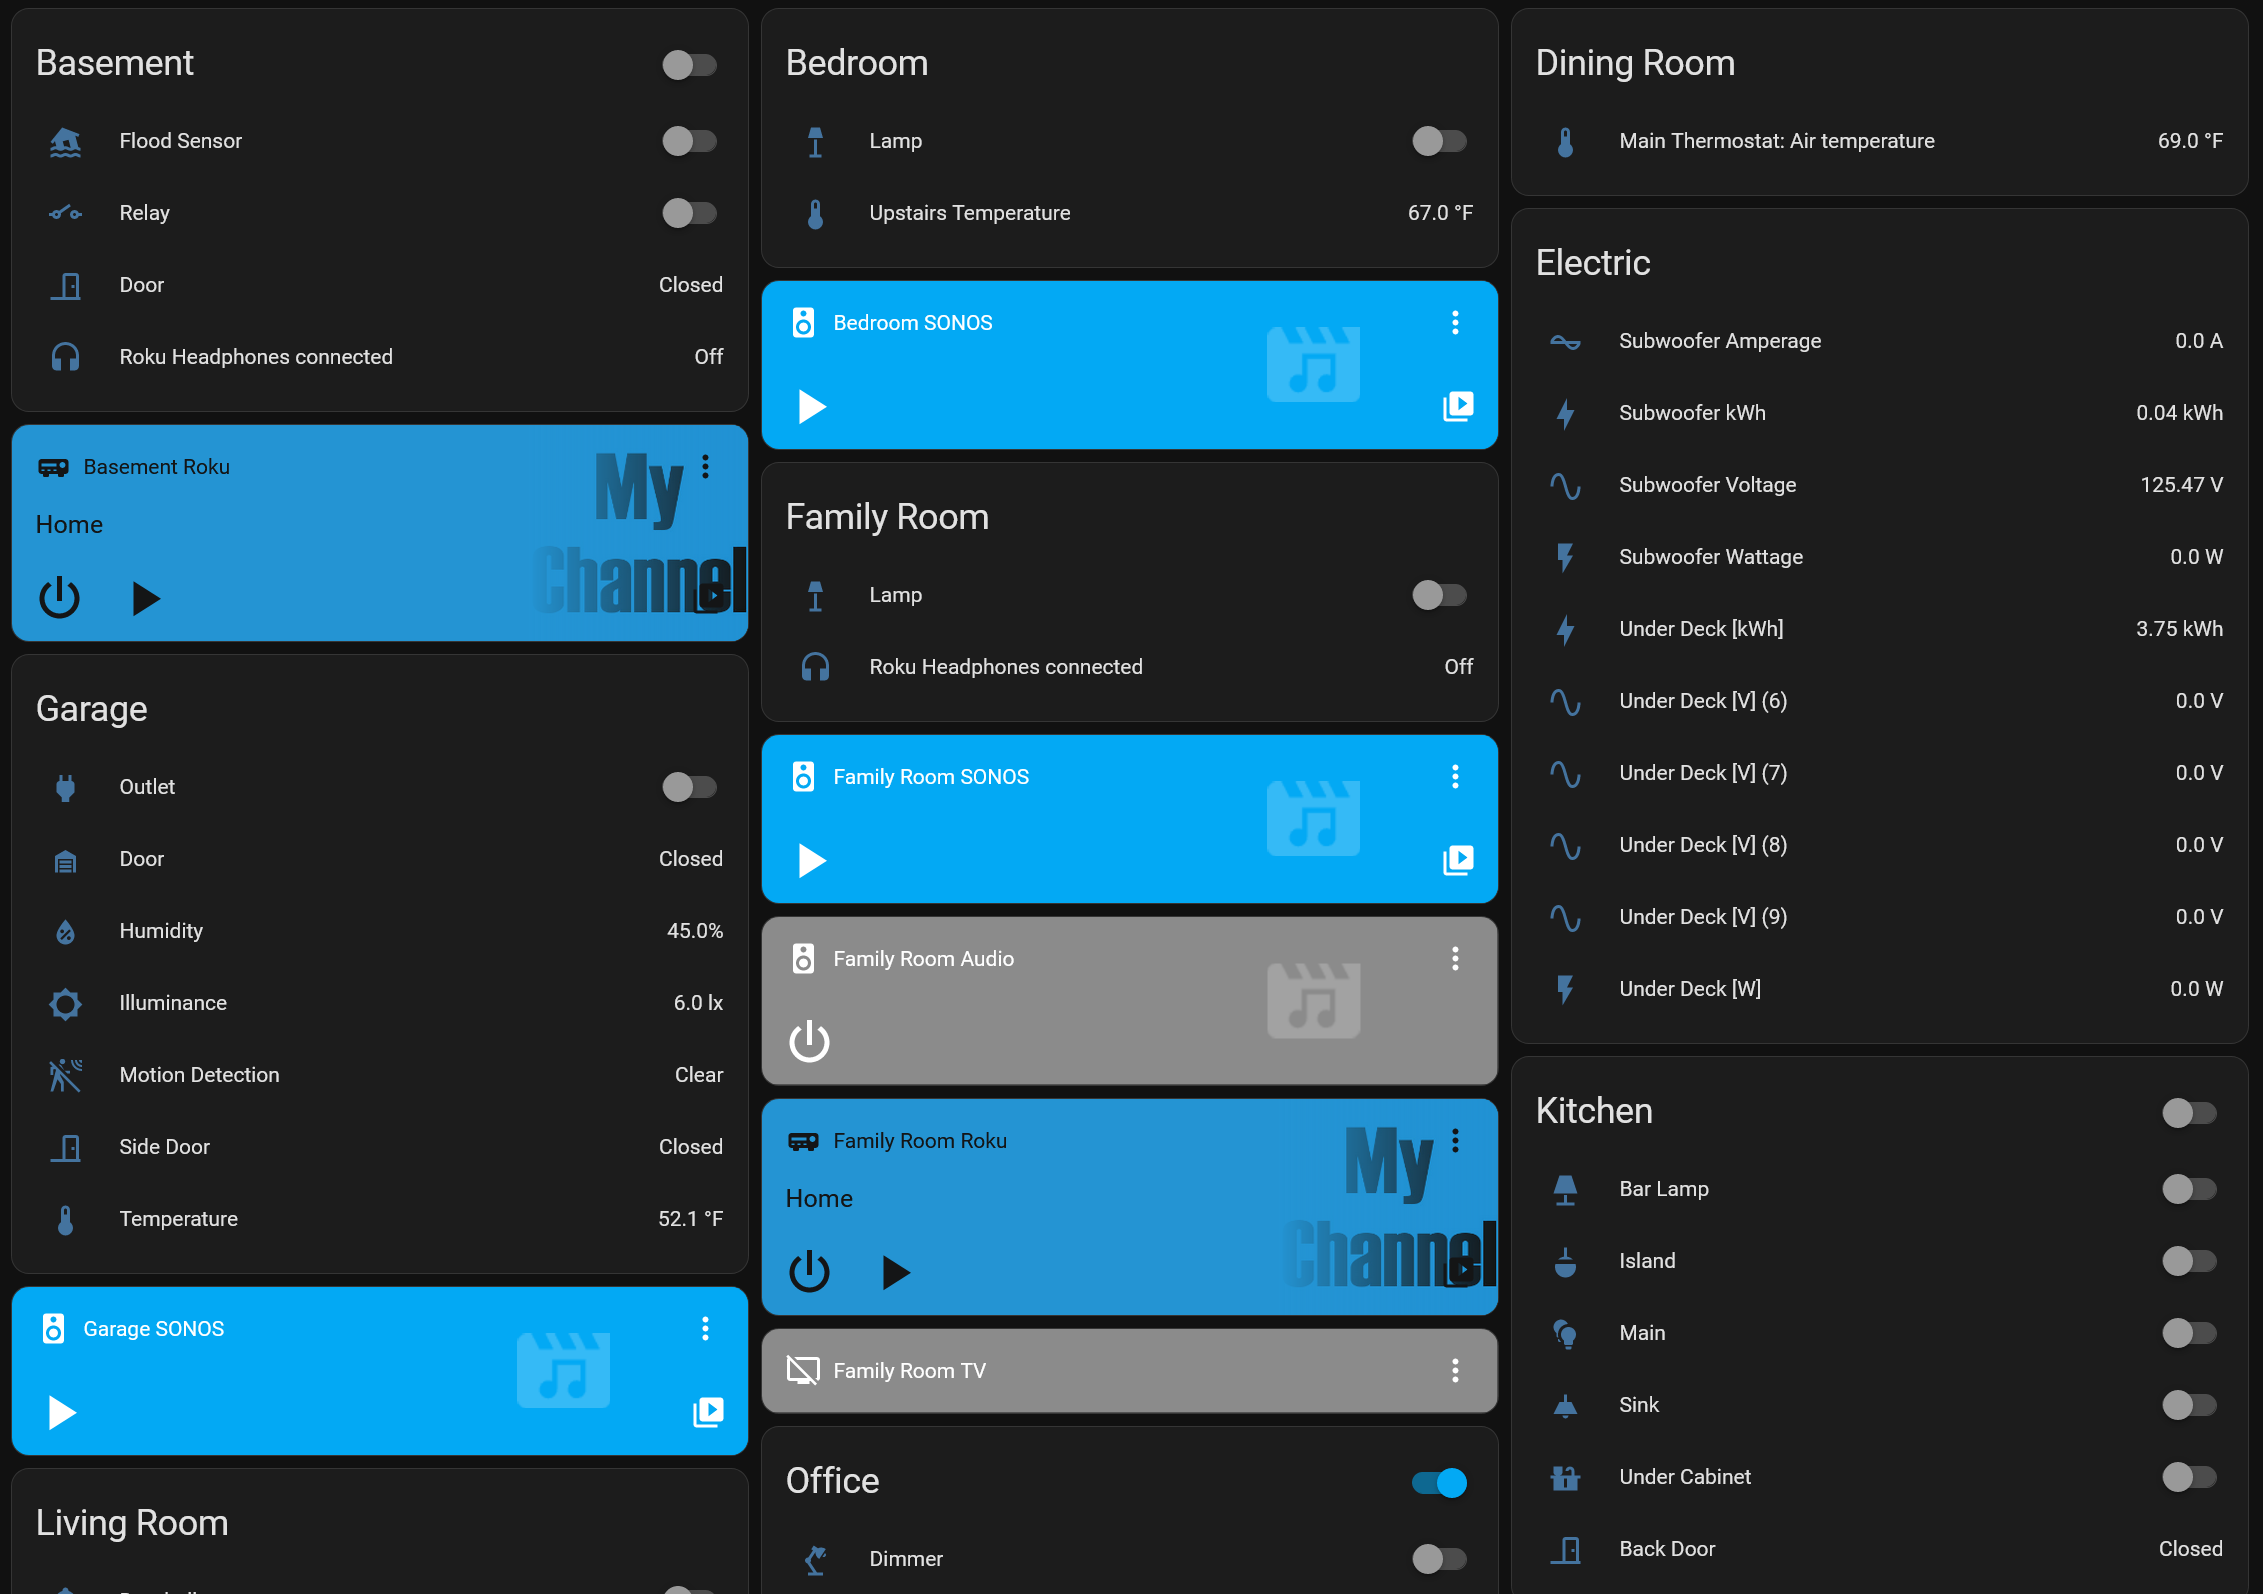 Basement
Flood Sensor
Relay
Door Closed
Roku Headphones connected Off
Basement Roku
Home
My
Channel
Garage
Outlet
Door Closed
Humidity 45.0%
Illuminance 6.0 lx
Motion Detection Clear
Side Door Closed
Temperature 52.1 °F
Garage SONOS
Living Room
Bedroom
Lamp
Upstairs Temperature 67.0 °F
Bedroom SONOS
Family Room
Lamp
Roku Headphones connected Off
Family Room SONOS
Family Room Audio
Family Room Roku
Home
My
Channel
Family Room TV
Office
Dimmer
Dining Room
Main Thermostat: Air temperature 69.0 °F
Electric
Subwoofer Amperage 0.0 A
Subwoofer kWh 0.04 kWh
Subwoofer Voltage 125.47 V
Subwoofer Wattage 0.0 W
Under Deck [kWh] 3.75 kWh
Under Deck [V] (6) 0.0 V
Under Deck [V] (7) 0.0 V
Under Deck [V] (8) 0.0 V
Under Deck [V] (9) 0.0 V
Under Deck [W] 0.0 W
Kitchen
Bar Lamp
Island
Main
Sink
Under Cabinet
Back Door Closed